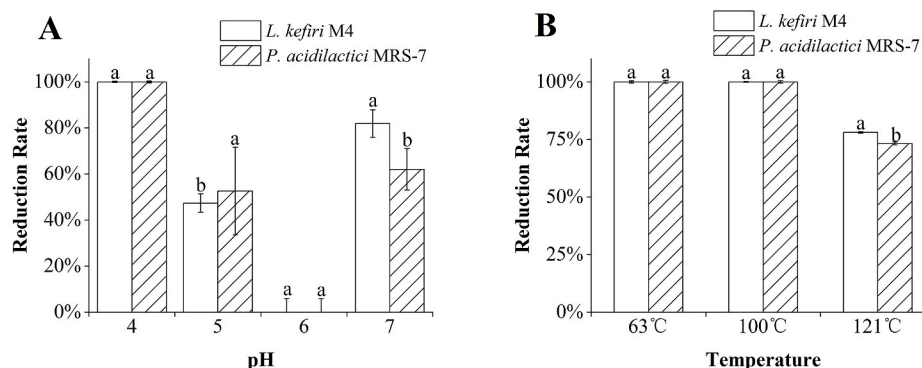 A
L. kefiri M4
P. acidilactici MRS-7
a a
b a
a a
a b
100%
80%
60%
40%
20%
0%
Reduction Rate
4 5 6 7
pH
B
L. kefiri M4
P. acidilactici MRS-7
a a
a a
a b
100%
75%
50%
25%
0%
Reduction Rate
63℃ 100℃ 121℃
Temperature